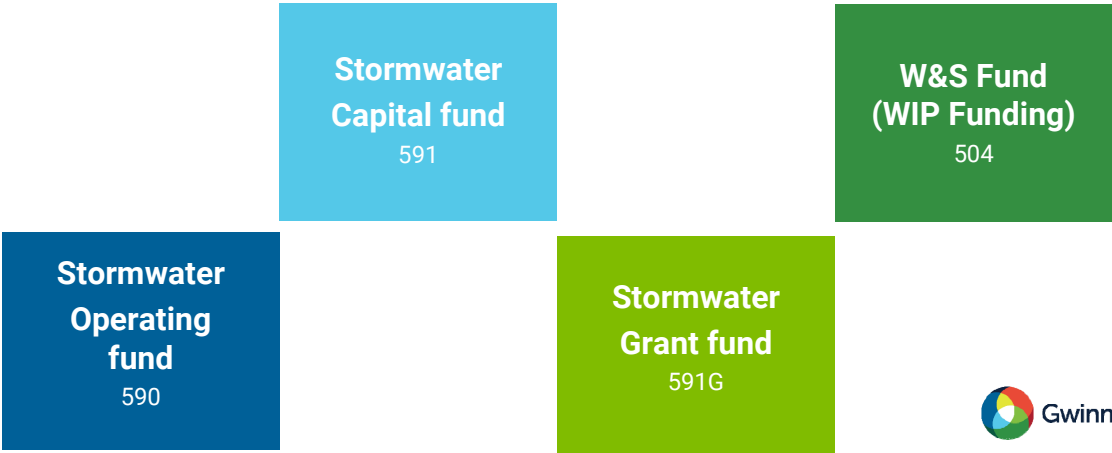 Stormwater
Capital fund
591
W&S Fund
(WIP Funding)
504
Stormwater
Operating
fund
590
Stormwater
Grant fund
591G
Gwinn